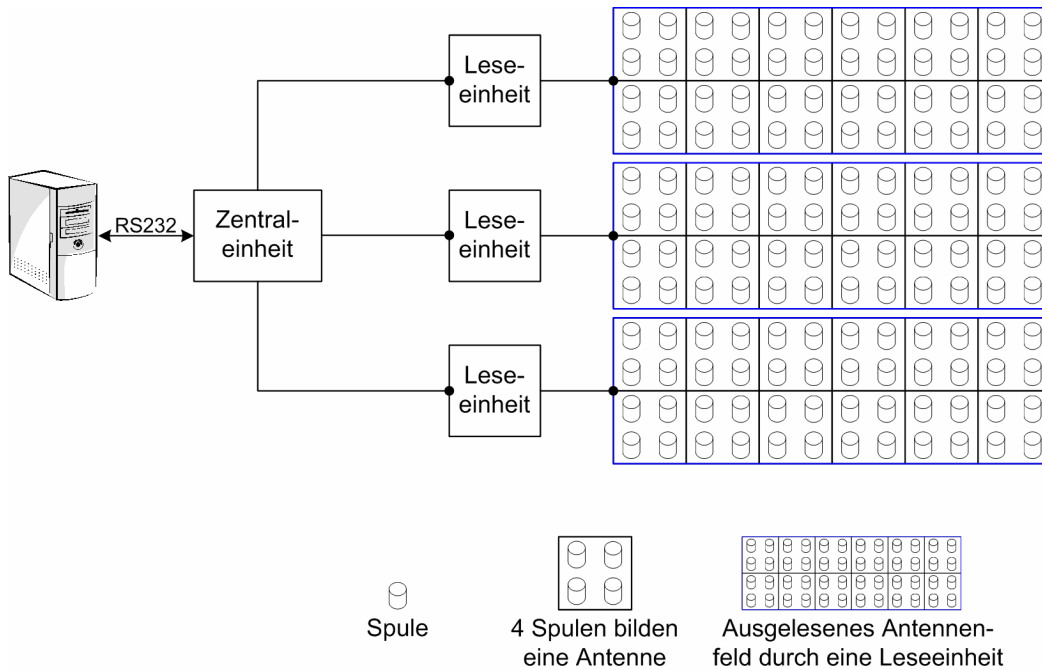 Lese-
einheit
RS232
Zentral-
einheit
Lese-
einheit
Lese-
einheit
Spule
4 Spulen bilden
eine Antenne
Ausgelesenes Antennen-
feld durch eine Leseeinheit